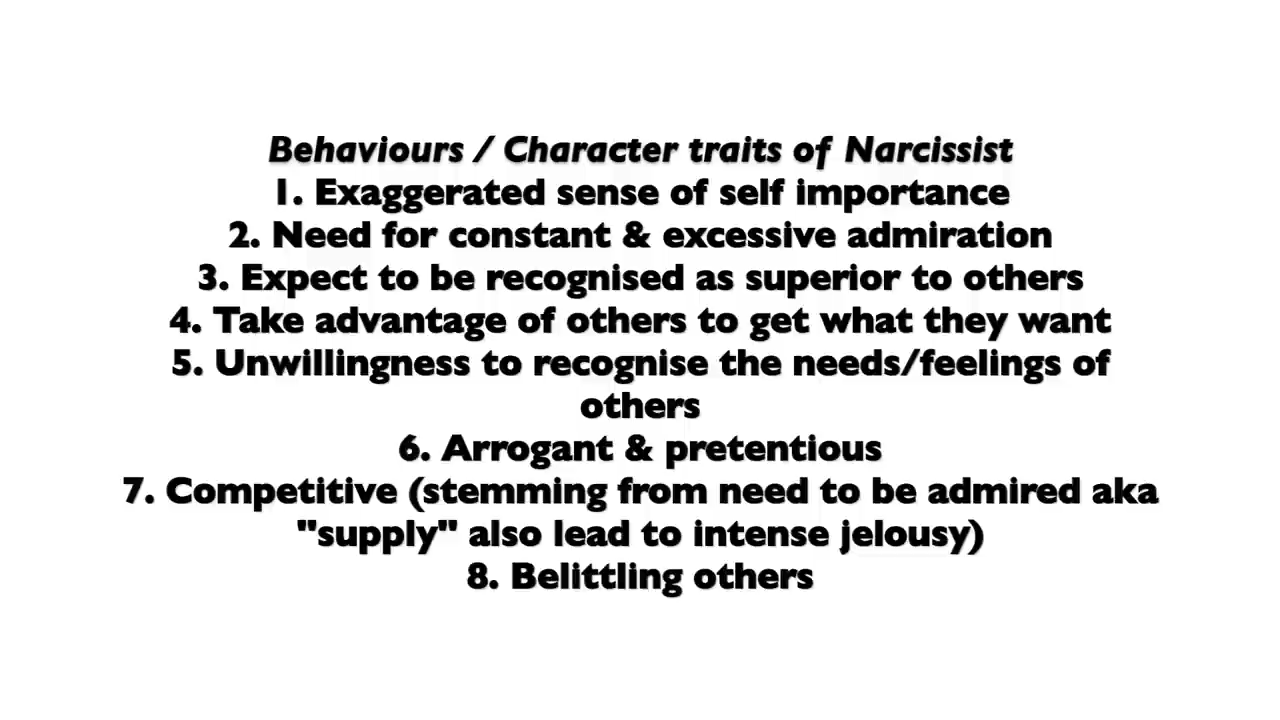 Behaviours / Character traits of Narcissist
1. Exaggerated sense of self importance
2. Need for constant & excessive admiration
3. Expect to be recognised as superior to others
4. Take advantage of others to get what they want
5. Unwillingness to recognise the needs/feelings of
others
6. Arrogant & pretentious
7. Competitive (stemming from need to be admired aka
"supply" also lead to intense jelousy)
8. Belittling others